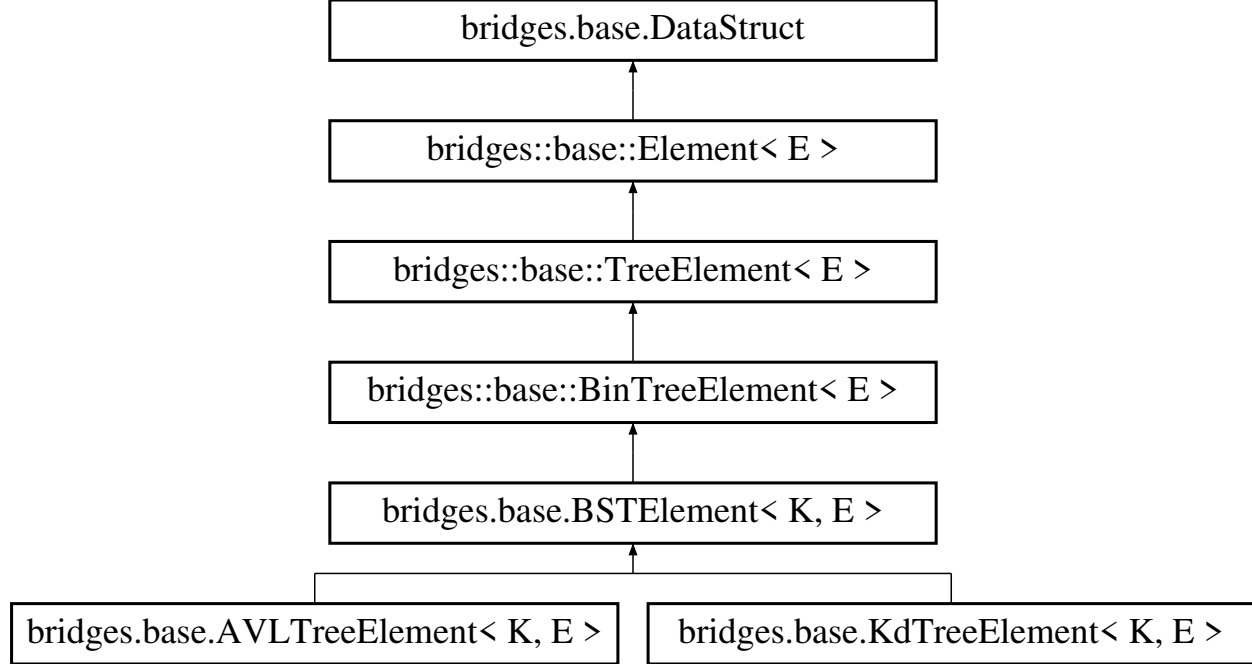 bridges.base.DataStruct
bridges::base::Element< E >
bridges::base::TreeElement< E >
bridges::base::BinTreeElement< E >
bridges.base.BSTElement< K, E >
bridges.base.AVLTreeElement< K, E >
bridges.base.KdTreeElement< K, E >